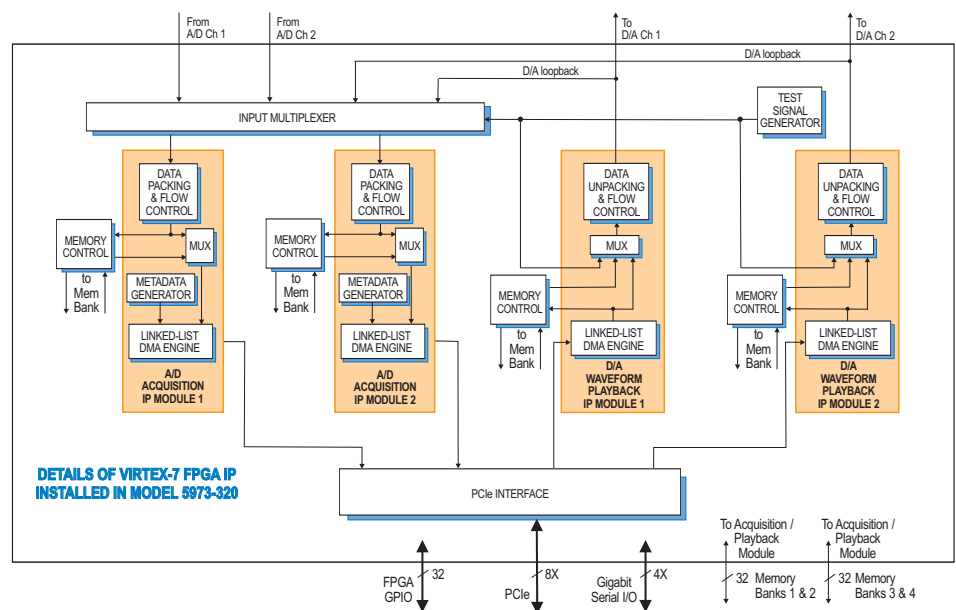 From
A/D Ch 1
From
A/D Ch 2
To
D/A Ch 1
To
D/A Ch 2
D/A loopback
D/A loopback
INPUT MULTIPLEXER
TEST
SIGNAL
GENERATOR
DATA
PACKING
& FLOW
CONTROL
MEMORY
CONTROL
MUX
to
Mem
Bank
METADATA
GENERATOR
LINKED-LIST
DMA ENGINE
A/D
ACQUISITION
IP MODULE 1
DATA
PACKING
& FLOW
CONTROL
MEMORY
CONTROL
MUX
to
Mem
Bank
METADATA
GENERATOR
LINKED-LIST
DMA ENGINE
A/D
ACQUISITION
IP MODULE 2
DATA
UNPACKING
& FLOW
CONTROL
MUX
MEMORY
CONTROL
to
Mem
Bank
LINKED-LIST
DMA ENGINE
D/A
WAVEFORM
PLAYBACK
IP MODULE 1
DATA
UNPACKING
& FLOW
CONTROL
MUX
MEMORY
CONTROL
to
Mem
Bank
LINKED-LIST
DMA ENGINE
D/A
WAVEFORM
PLAYBACK
IP MODULE 2
DETAILS OF VIRTEX-7 FPGA IP
INSTALLED IN MODEL 5973-320
PCIe INTERFACE
FPGA
GPIO
32
PCIe
8X
Gigabit
Serial I/O
4X
To Acquisition /
Playback
Module
32 Memory
Banks 1 & 2
To Acquisition /
Playback
Module
32 Memory
Banks 3 & 4